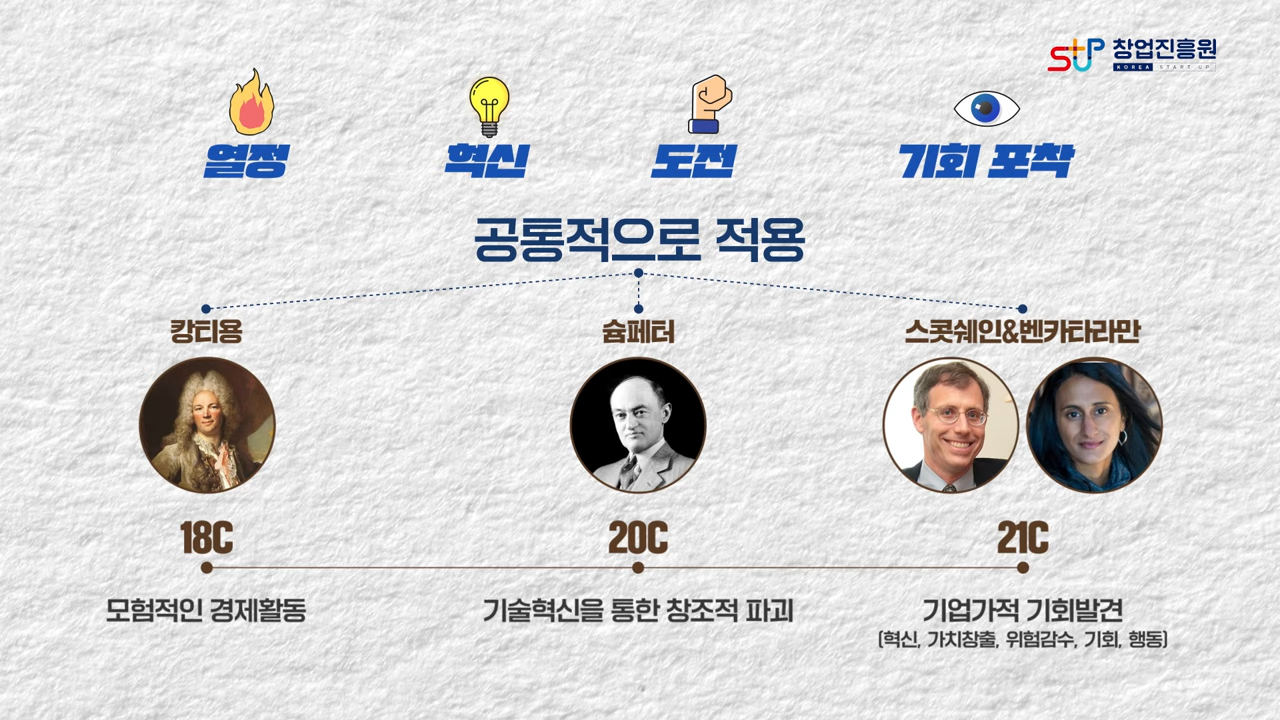 StUP 창업진흥원
KOREA START UP
열정 혁신 도전 기회 포착
공통적으로 적용
캉티용 슘페터 스콧쉐인&벤카타라만
18C 20C 21C
모험적인 경제활동 기술혁신을 통한 창조적 파괴 기업가적 기회발견
(혁신, 가치창출, 위험감수, 기회, 행동)